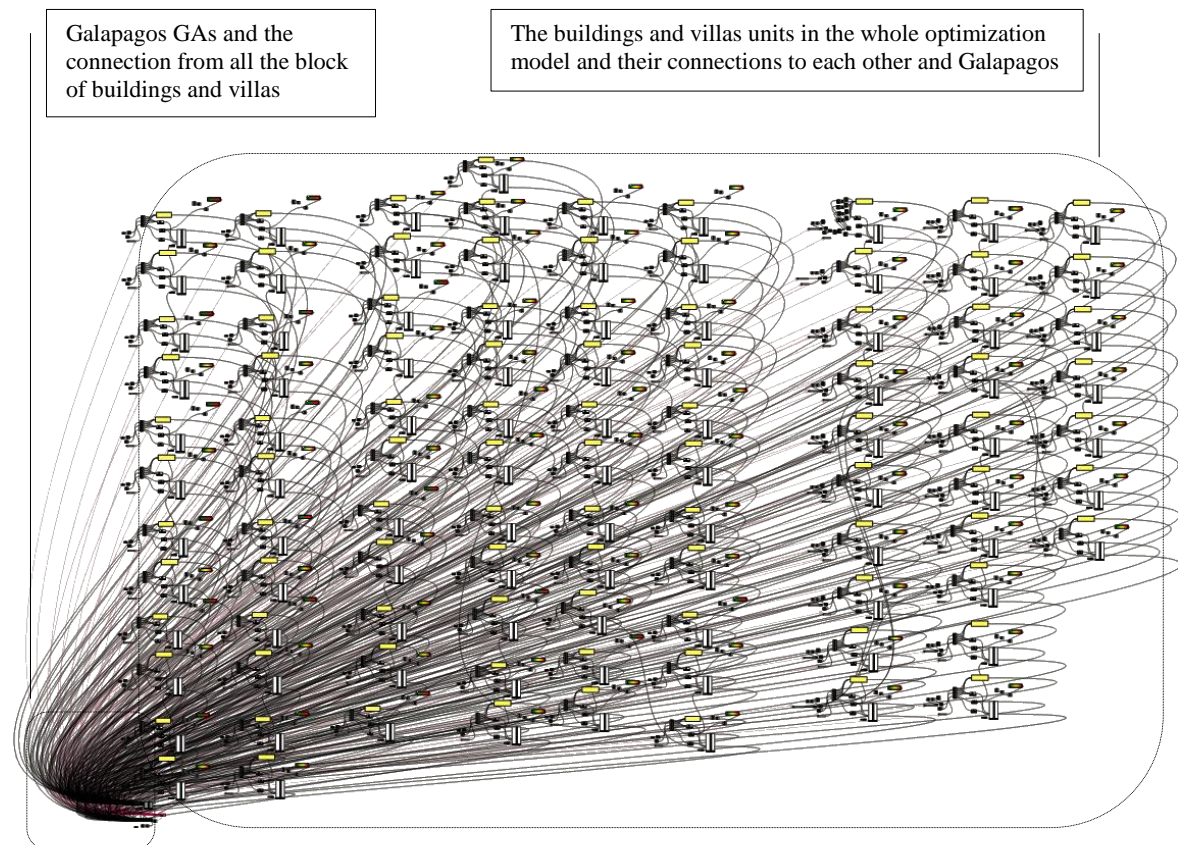 Galapagos GAs and the
connection from all the block
of buildings and villas
The buildings and villas units in the whole optimization
model and their connections to each other and Galapagos